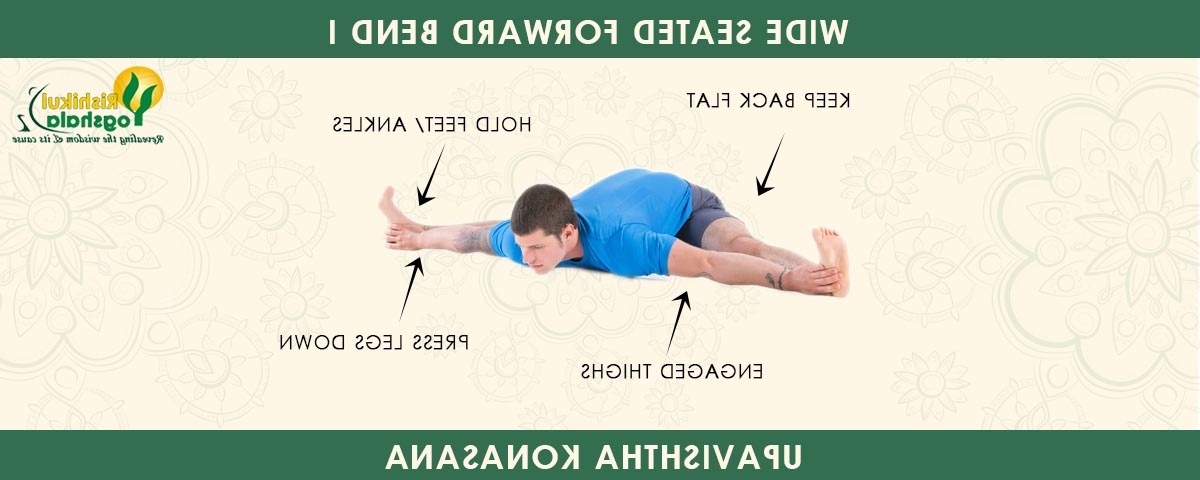 WIDE SEATED FORWARD BEND I
Rishikul
Yogshala
Revealing the wisdom & its cause
KEEP BACK FLAT
HOLD FEET/ ANKLES
PRESS LEGS DOWN
ENGAGED THIGHS
UPAVISHTHA KONASANA